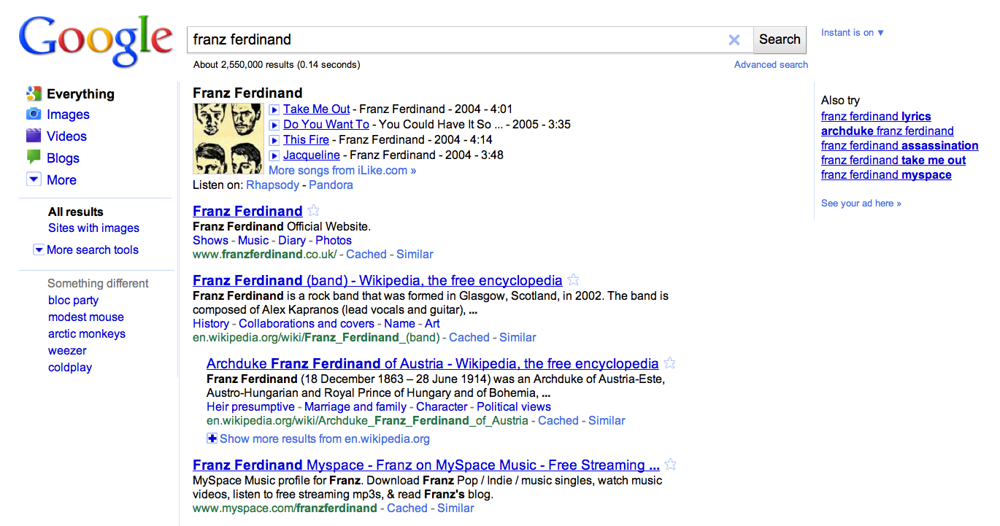 Google
franz ferdinand
Search
Instant is on ▼
About 2,550,000 results (0.14 seconds)
Advanced search
Everything
Images
Videos
Blogs
More
All results
Sites with images
More search tools
Something different
bloc party
modest mouse
arctic monkeys
weezer
coldplay
Franz Ferdinand
Take Me Out - Franz Ferdinand - 2004 - 4:01
Do You Want To - You Could Have It So ... - 2005 - 3:35
This Fire - Franz Ferdinand - 2004 - 4:14
Jacqueline - Franz Ferdinand - 2004 - 3:48
More songs from iLike.com »
Listen on: Rhapsody - Pandora
Franz Ferdinand
Franz Ferdinand Official Website.
Shows - Music - Diary - Photos
www.franzferdinand.co.uk/ - Cached - Similar
Franz Ferdinand (band) - Wikipedia, the free encyclopedia
Franz Ferdinand is a rock band that was formed in Glasgow, Scotland, in 2002. The band is
composed of Alex Kapranos (lead vocals and guitar), ...
History - Collaborations and covers - Name - Art
en.wikipedia.org/wiki/Franz_Ferdinand_(band) - Cached - Similar
Archduke Franz Ferdinand of Austria - Wikipedia, the free encyclopedia
Franz Ferdinand (18 December 1863 – 28 June 1914) was an Archduke of Austria-Este,
Austro-Hungarian and Royal Prince of Hungary and of Bohemia, ...
Heir presumptive - Marriage and family - Character - Political views
en.wikipedia.org/wiki/Archduke_Franz_Ferdinand_of_Austria - Cached - Similar
Show more results from en.wikipedia.org
Franz Ferdinand Myspace - Franz on MySpace Music - Free Streaming ...
MySpace Music profile for Franz. Download Franz Pop / Indie / music singles, watch music
videos, listen to free streaming mp3s, & read Franz's blog.
www.myspace.com/franzferdinand - Cached - Similar
Also try
franz ferdinand lyrics
archduke franz ferdinand
franz ferdinand assassination
franz ferdinand take me out
franz ferdinand myspace
See your ad here »